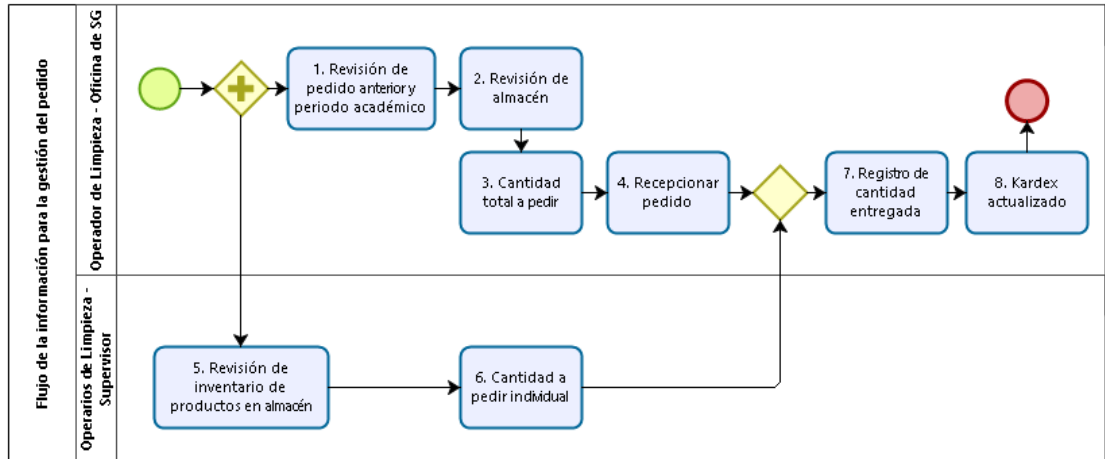 Flujo de la información para la gestión del pedido
Operador de Limpieza - Oficina de SG
1. Revisión de
pedido anterior y
periodo académico
2. Revisión de
almacén
3. Cantidad
total a pedir
4. Recepcionar
pedido
7. Registro de
cantidad
entregada
8. Kardex
actualizado
Operarios de Limpieza -
Supervisor
5. Revisión de
inventario de
productos en almacén
6. Cantidad a
pedir individual